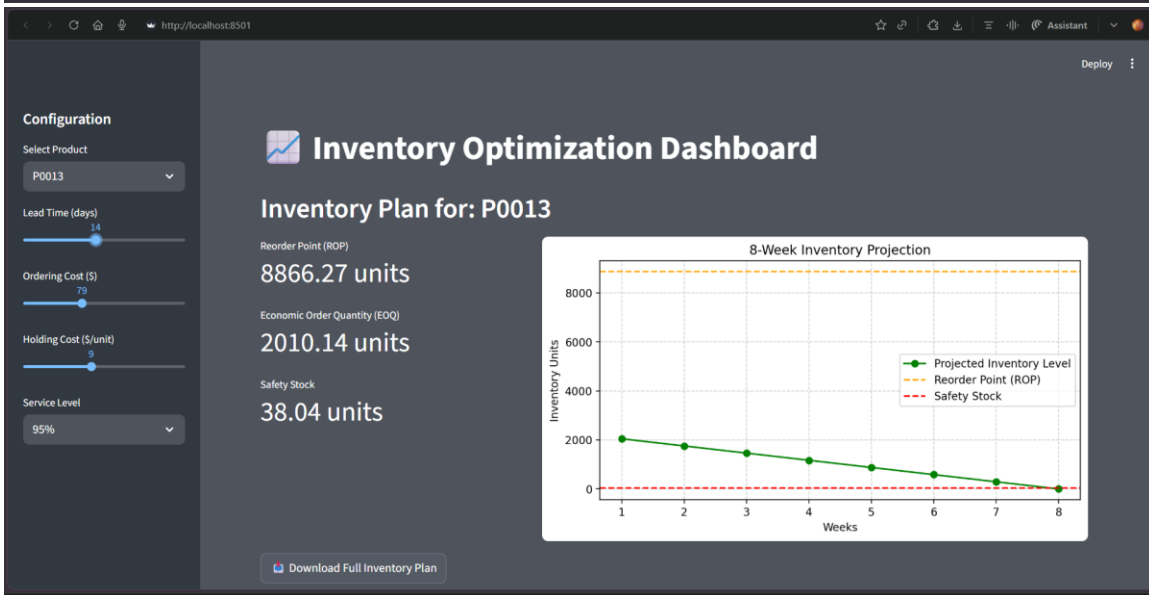 http://localhost:8501
Assistant
Deploy
Configuration
Select Product
P0013
Lead Time (days)
14
Ordering Cost ($)
79
Holding Cost ($/unit)
9
Service Level
95%
📈 Inventory Optimization Dashboard
Inventory Plan for: P0013
Reorder Point (ROP)
8866.27 units
Economic Order Quantity (EOQ)
2010.14 units
Safety Stock
38.04 units
8-Week Inventory Projection
Inventory Units
8000
6000
4000
2000
0
Projected Inventory Level
Reorder Point (ROP)
Safety Stock
1 2 3 4 5 6 7 8
Weeks
Download Full Inventory Plan